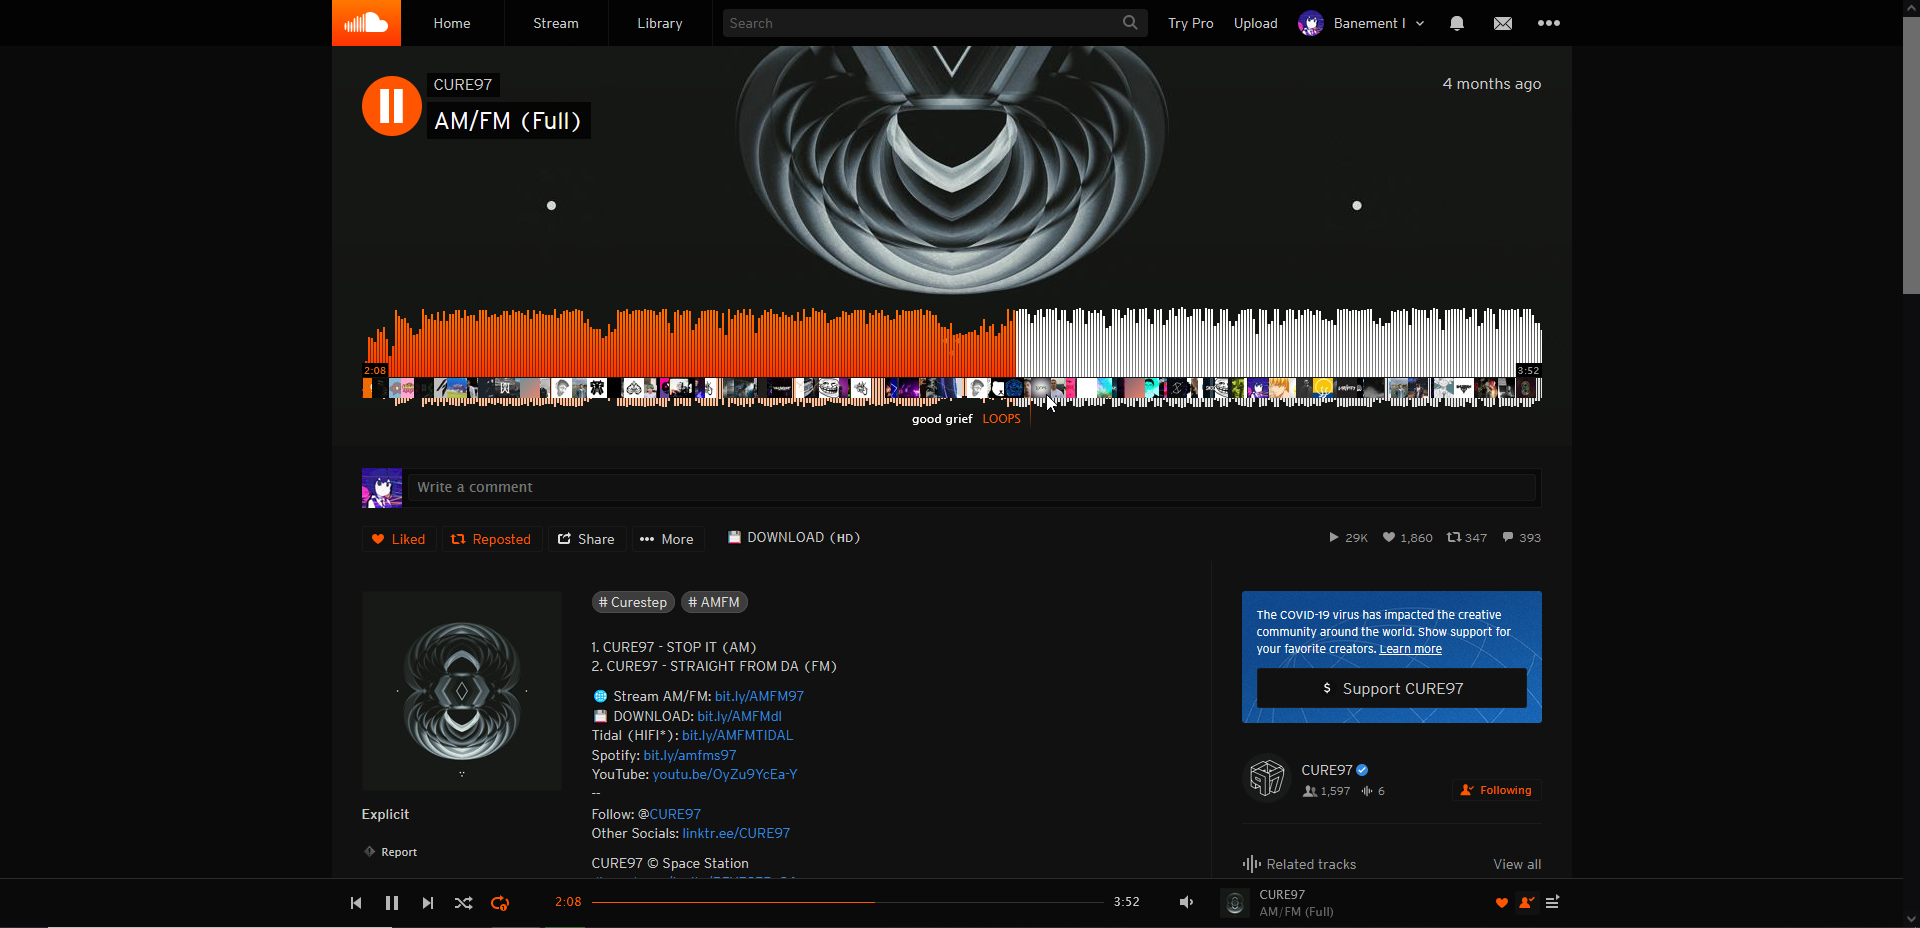 Home
Stream
Library
Search
Try Pro
Upload
Banement I
CURE97
4 months ago
AM/FM (Full)
2:08
3:52
good grief LOOPS
Write a comment
Liked
Reposted
Share
More
💾 DOWNLOAD (HD)
29K
1,860
347
393
# Curestep
# AMFM
1. CURE97 - STOP IT (AM)
2. CURE97 - STRAIGHT FROM DA (FM)
🌐 Stream AM/FM: bit.ly/AMFM97
💾 DOWNLOAD: bit.ly/AMFMdl
Tidal (HIFI*): bit.ly/AMFMTIDAL
Spotify: bit.ly/amfms97
YouTube: youtu.be/OyZu9YcEa-Y
--
Follow: @CURE97
Other Socials: linktr.ee/CURE97
CURE97 © Space Station
Explicit
Report
The COVID-19 virus has impacted the creative
community around the world. Show support for
your favorite creators. Learn more
$ Support CURE97
97
CURE97
1,597
6
Following
Related tracks
View all
2:08
3:52
CURE97
AM/FM (Full)